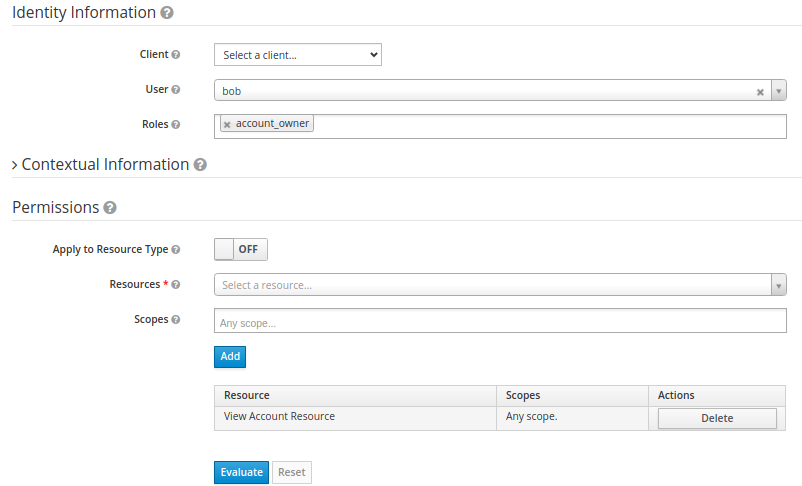 Identity Information
Client
Select a client...
User
bob
Roles
account_owner
Contextual Information
Permissions
Apply to Resource Type
OFF
Resources *
Select a resource...
Scopes
Any scope...
Add
Resource Scopes Actions
View Account Resource Any scope. Delete
Evaluate Reset